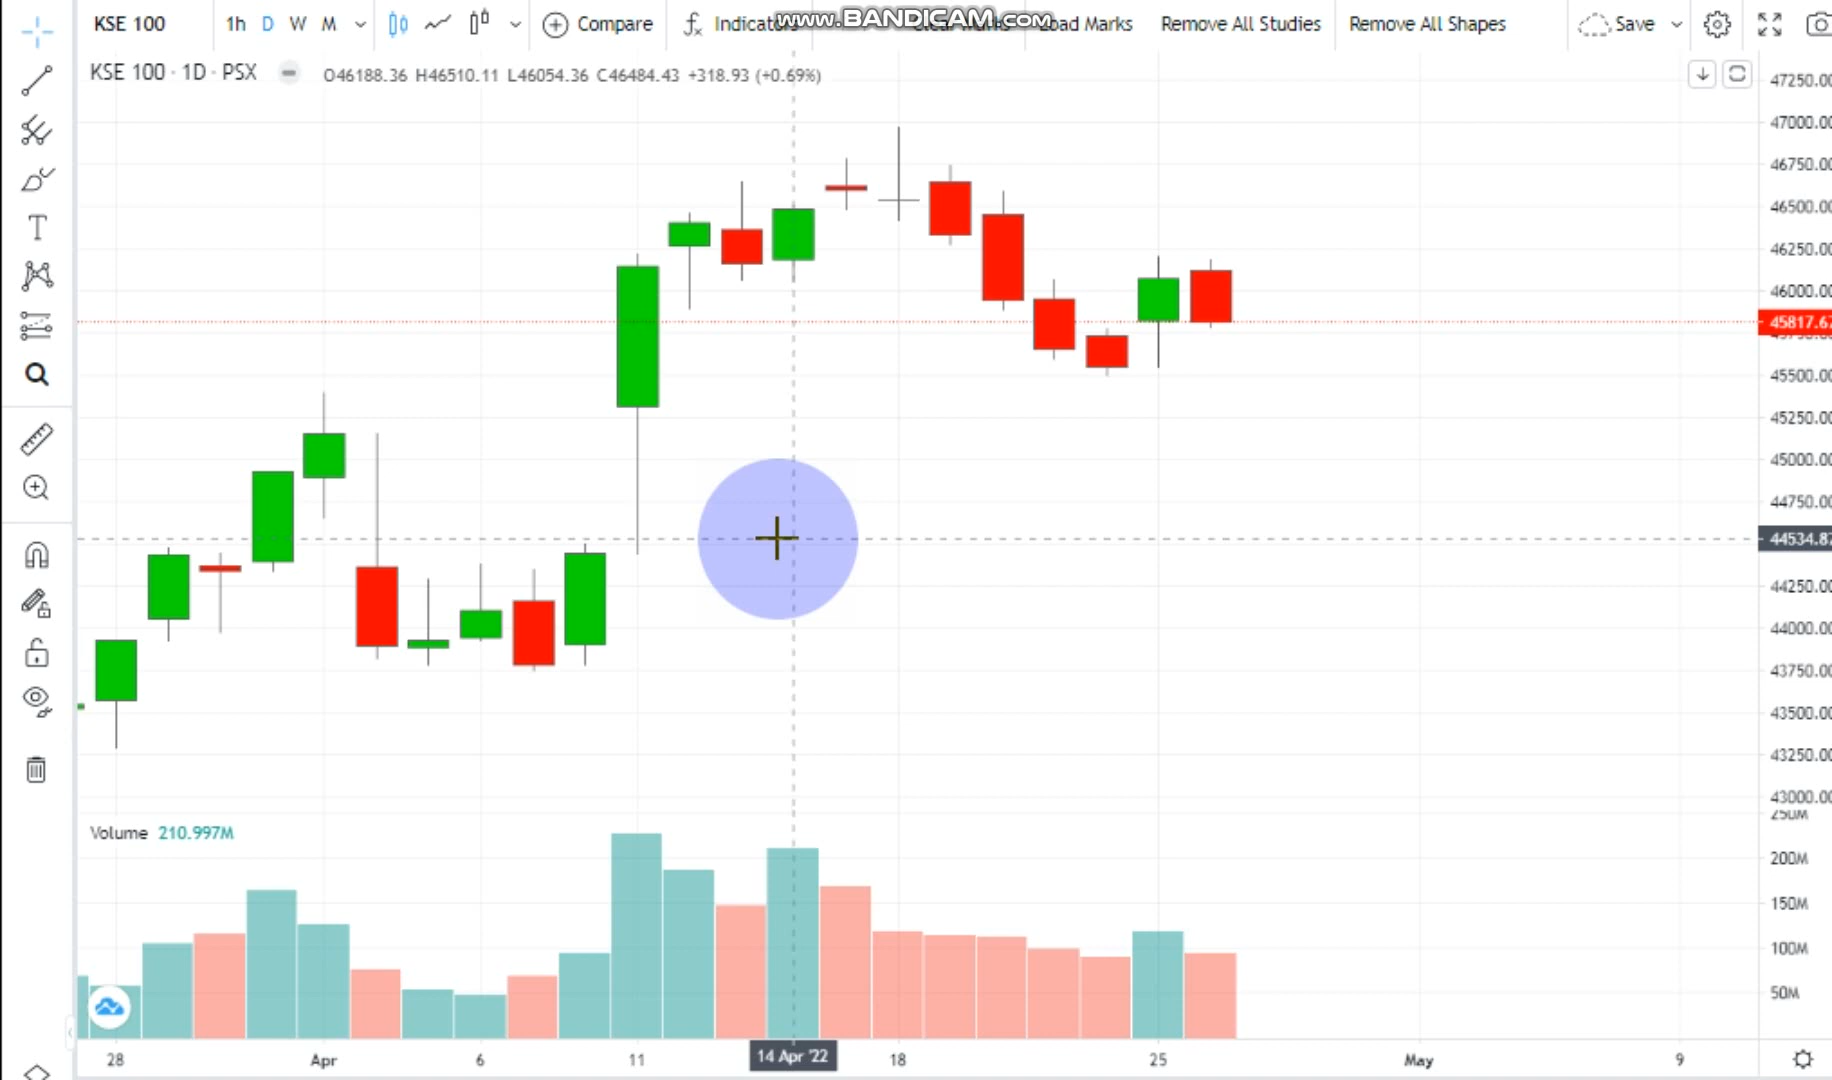 KSE 100 1h D W M Compare Indicators Load Marks Remove All Studies Remove All Shapes Save
www.BANDICAM.com
KSE 100 · 1D · PSX O46188.36 H46510.11 L46054.36 C46484.43 +318.93 (+0.69%)
47250.00
47000.00
46750.00
46500.00
46250.00
46000.00
45817.67
45500.00
45250.00
45000.00
44750.00
44534.87
44250.00
44000.00
43750.00
43500.00
43250.00
43000.00
250M
Volume 210.997M
200M
150M
100M
50M
28 Apr 6 11 14 Apr '22 18 25 May 9